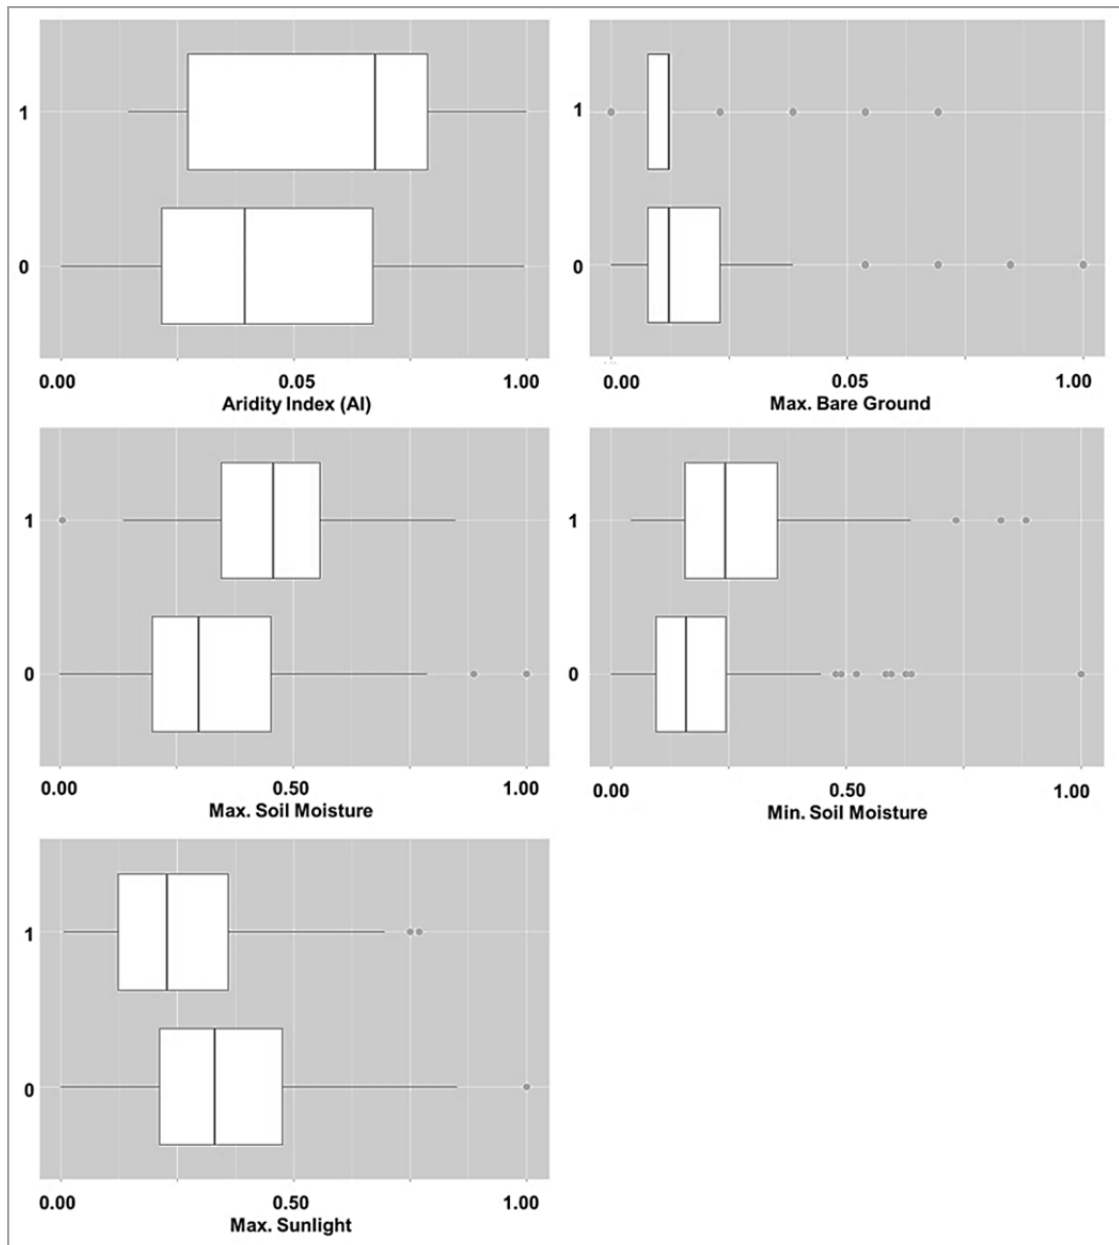 1
0
0.00 0.05 1.00
Aridity Index (AI)
1
0
0.00 0.05 1.00
Max. Bare Ground
1
0
0.00 0.50 1.00
Max. Soil Moisture
1
0
0.00 0.50 1.00
Min. Soil Moisture
1
0
0.00 0.50 1.00
Max. Sunlight